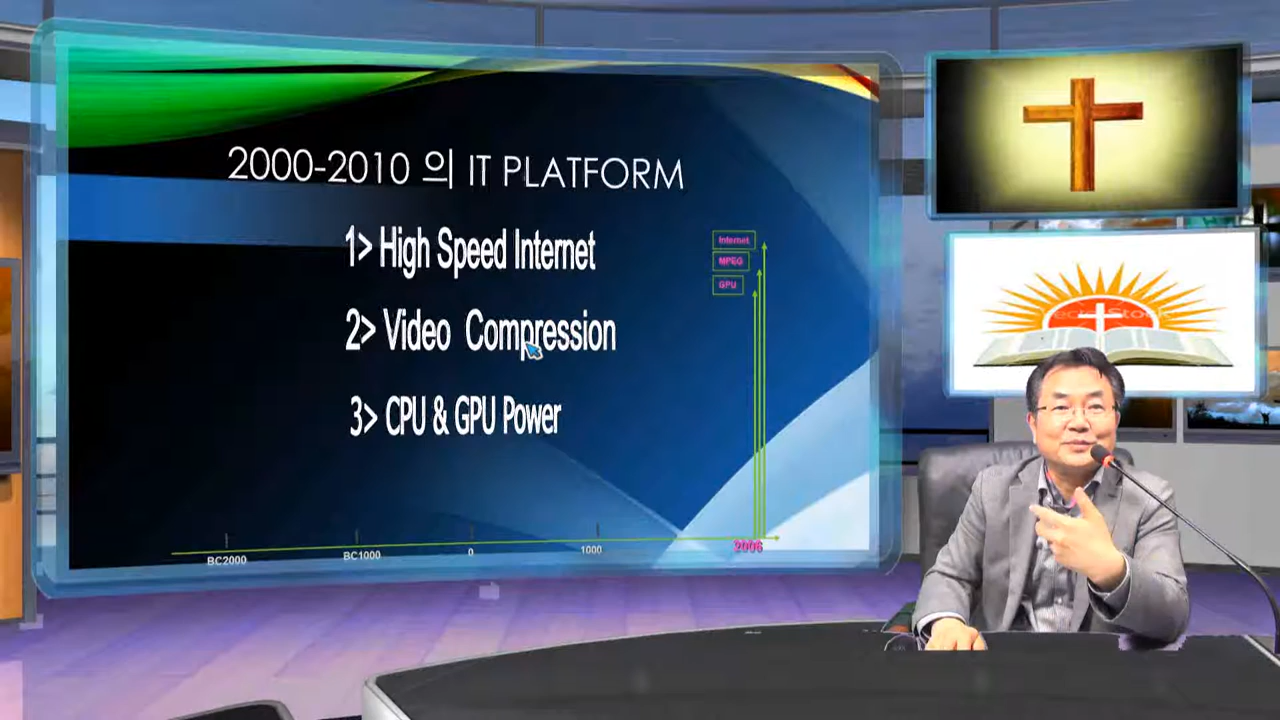 2000-2010 의 IT PLATFORM
1> High Speed Internet
2> Video Compression
3> CPU & GPU Power
Internet
MPEG
GPU
BC2000
BC1000
0
1000
2006